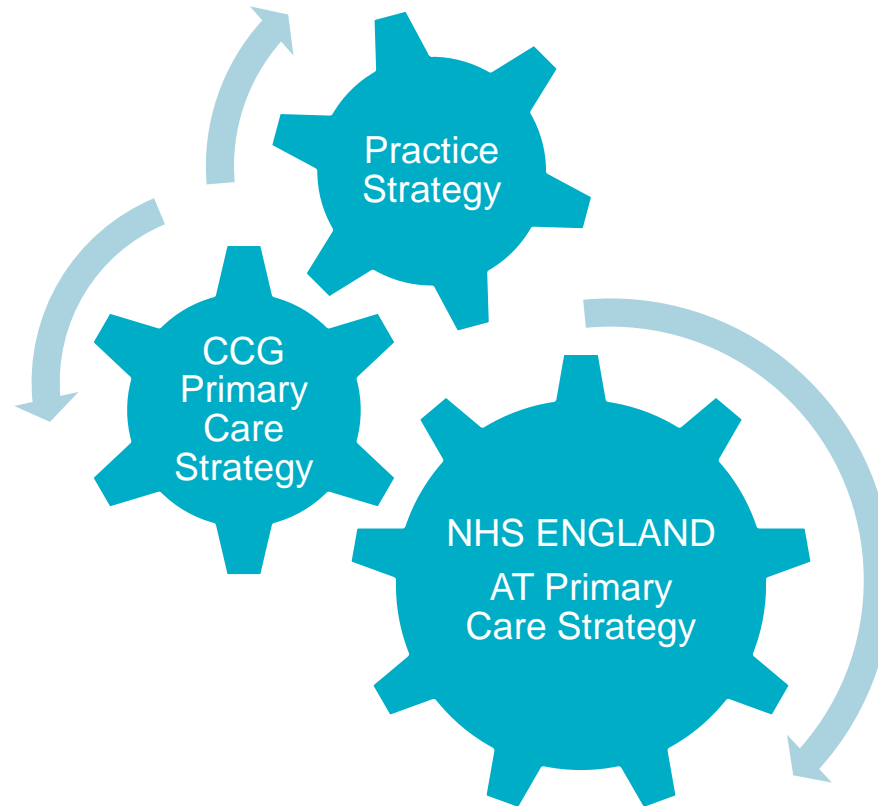 Practice
Strategy
CCG
Primary
Care
Strategy
NHS ENGLAND
AT Primary
Care Strategy